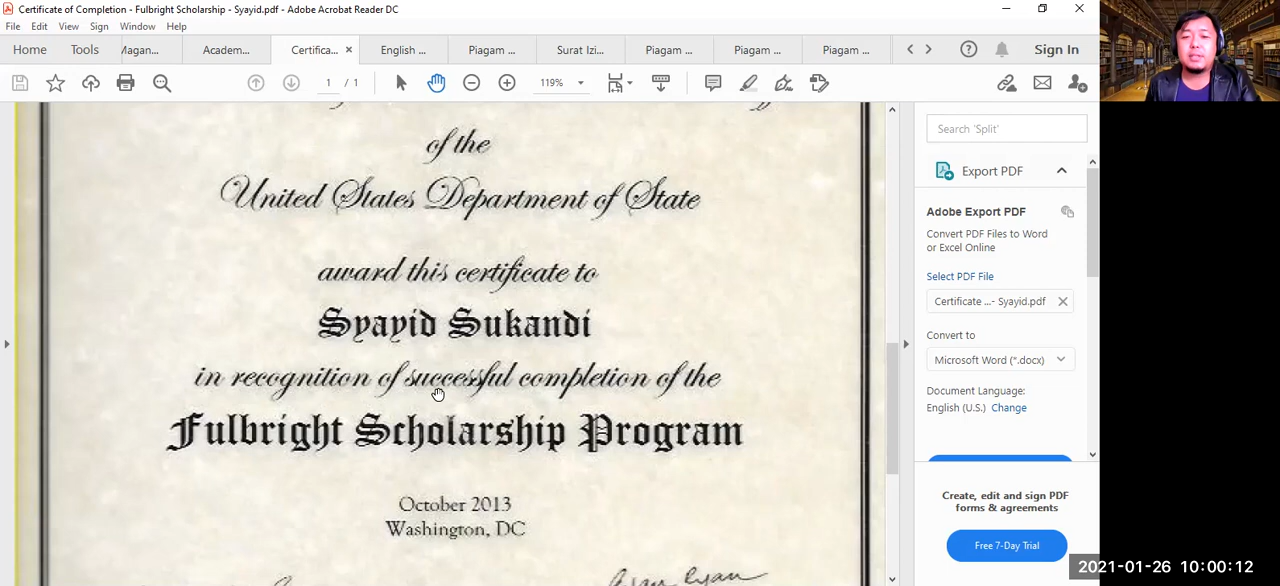 Certificate of Completion - Fulbright Scholarship - Syayid.pdf - Adobe Acrobat Reader DC
File Edit View Sign Window Help
Home Tools Magan... Academ... Certifica... × English ... Piagam ... Surat Izi... Piagam ... Piagam ... Piagam ... Sign In
1 / 1 119%
of the
United States Department of State
award this certificate to
Syayid Sukandi
in recognition of successful completion of the
Fulbright Scholarship Program
October 2013
Washington, DC
Search 'Split'
Export PDF
Adobe Export PDF
Convert PDF Files to Word
or Excel Online
Select PDF File
Certificate ...- Syayid.pdf
Convert to
Microsoft Word (*.docx)
Document Language:
English (U.S.) Change
Create, edit and sign PDF
forms & agreements
Free 7-Day Trial
2021-01-26 10:00:12